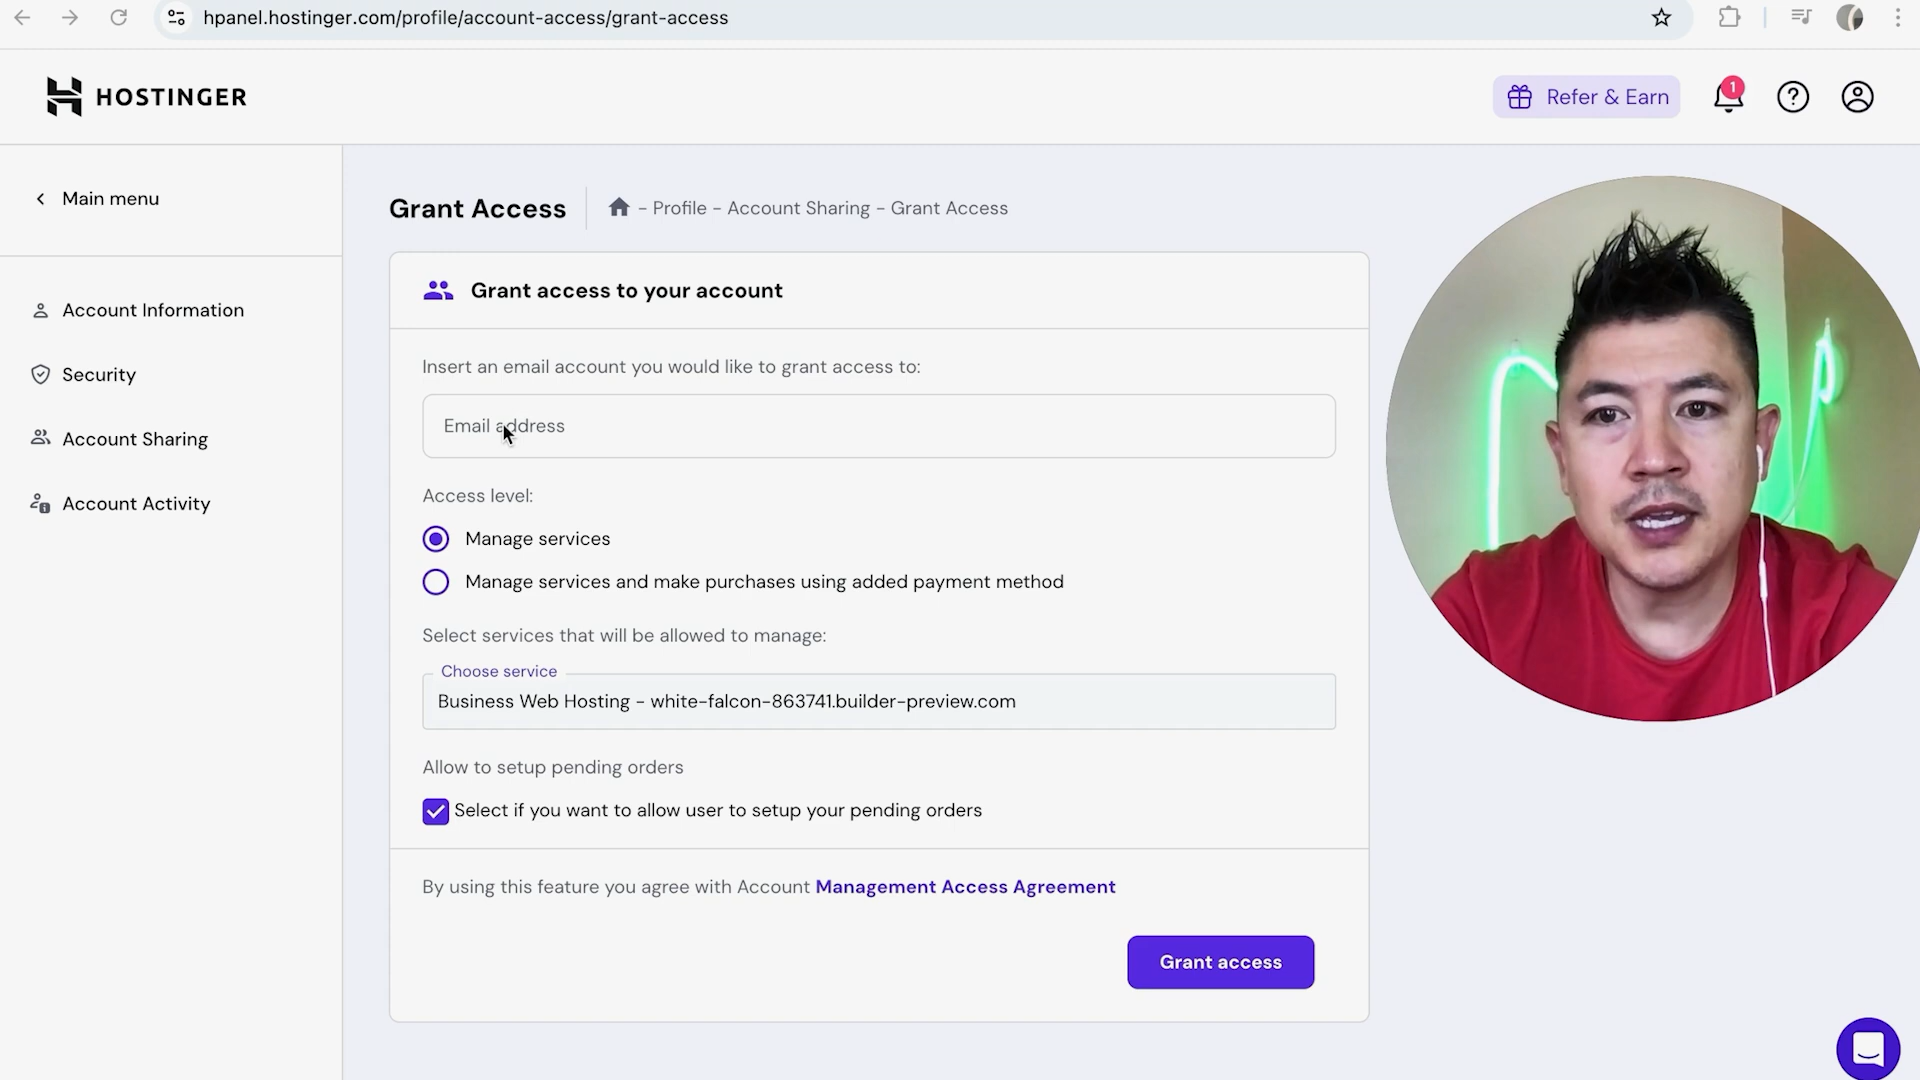 hpanel.hostinger.com/profile/account-access/grant-access
HOSTINGER
Refer & Earn
1
Main menu
Account Information
Security
Account Sharing
Account Activity
Grant Access
- Profile - Account Sharing - Grant Access
Grant access to your account
Insert an email account you would like to grant access to:
Email address
Access level:
Manage services
Manage services and make purchases using added payment method
Select services that will be allowed to manage:
Choose service
Business Web Hosting - white-falcon-863741.builder-preview.com
Allow to setup pending orders
Select if you want to allow user to setup your pending orders
By using this feature you agree with Account Management Access Agreement
Grant access